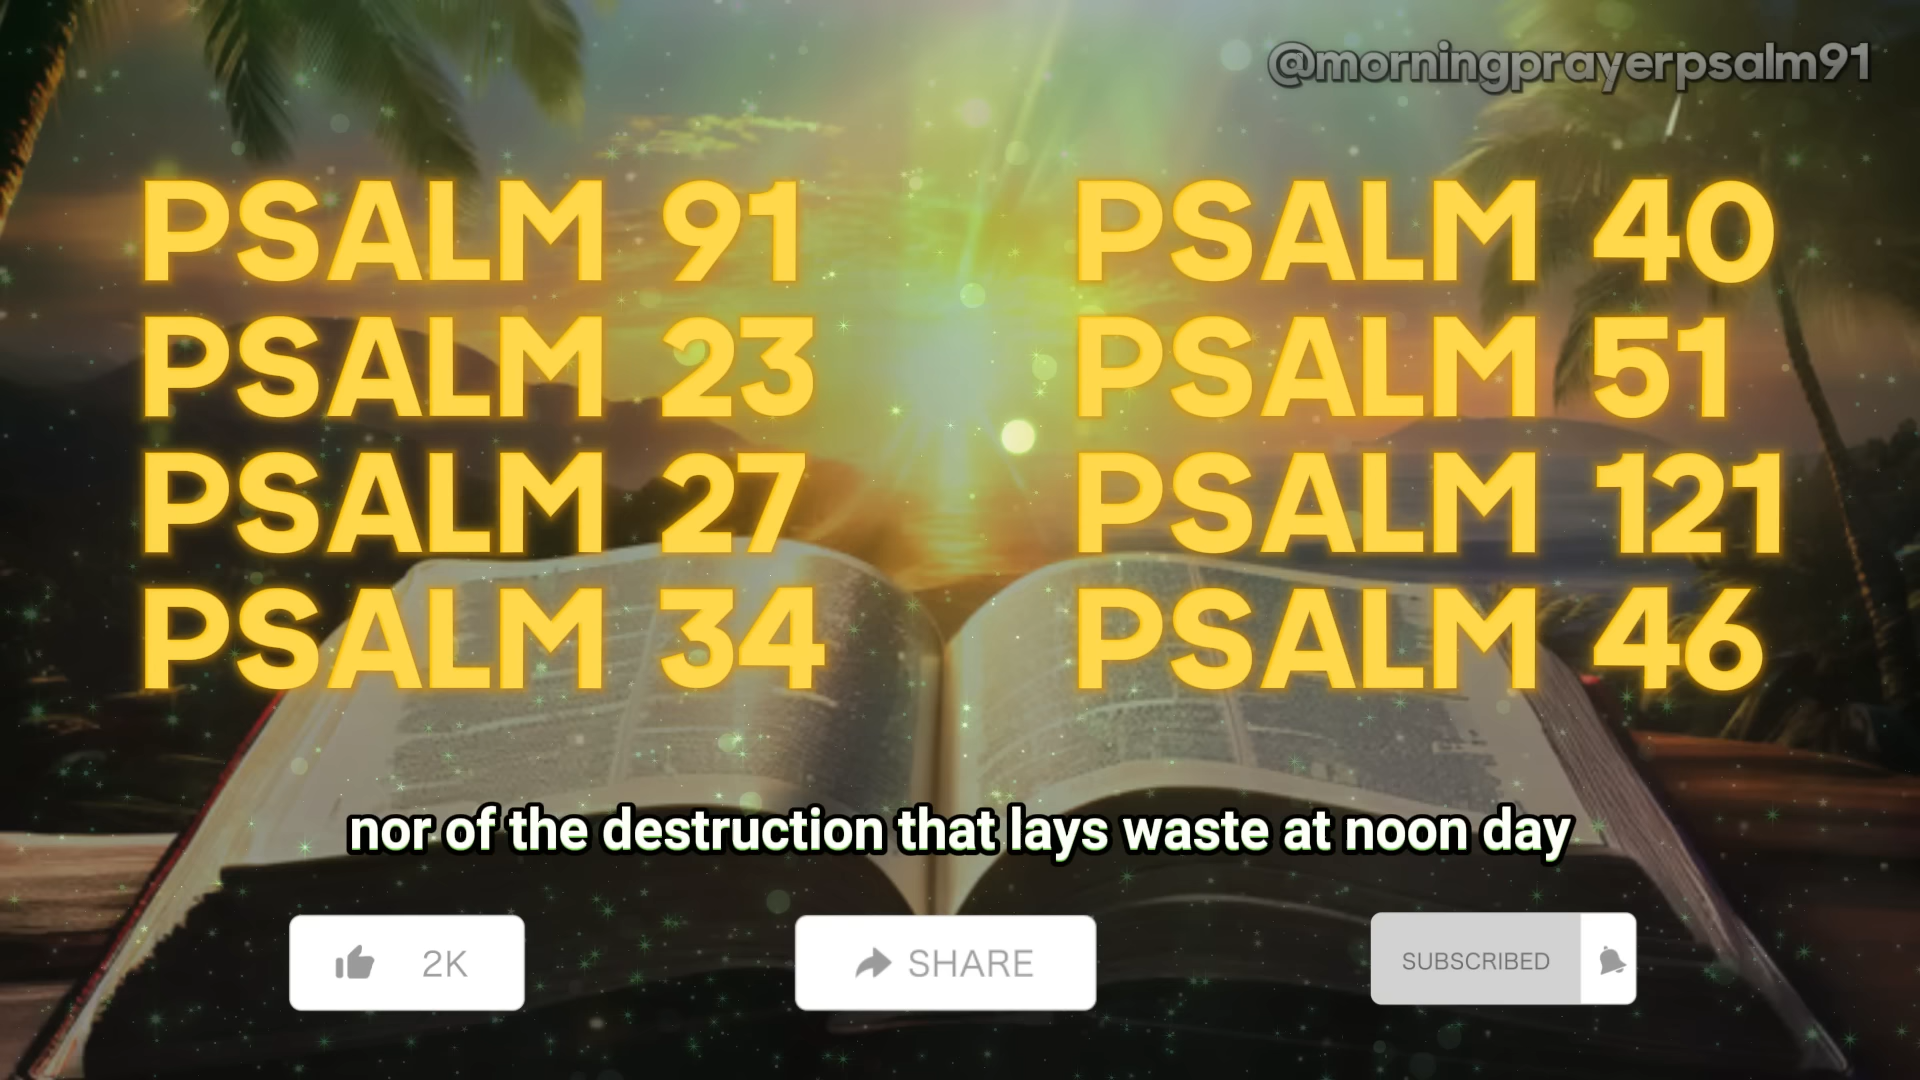 @morningprayerpsalm91
PSALM 91
PSALM 23
PSALM 27
PSALM 34
PSALM 40
PSALM 51
PSALM 121
PSALM 46
nor of the destruction that lays waste at noon day
2K
SHARE
SUBSCRIBED